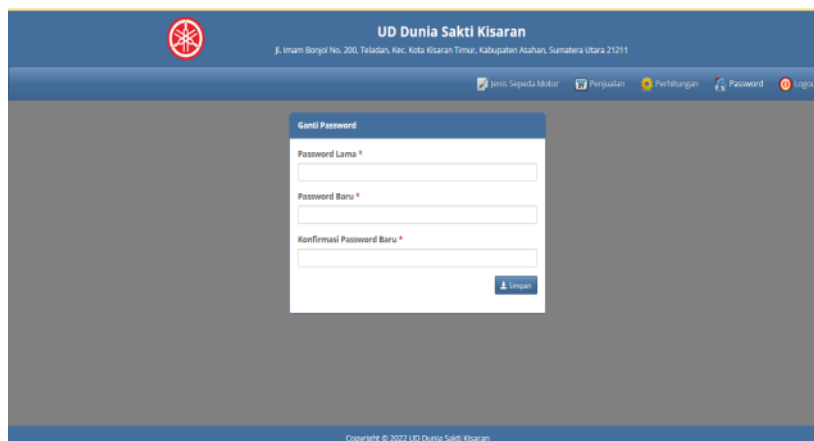 UD Dunia Sakti Kisaran
Jl. Imam Bonjol No. 200, Teladan, Kec. Kota Kisaran Timur, Kabupaten Asahan, Sumatera Utara 21211
Jenis Sepeda Motor Penjualan Perhitungan Password Logou
Ganti Password
Password Lama *
Password Baru *
Konfirmasi Password Baru *
Simpan
Copyright © 2022 UD Dunia Sakti Kisaran